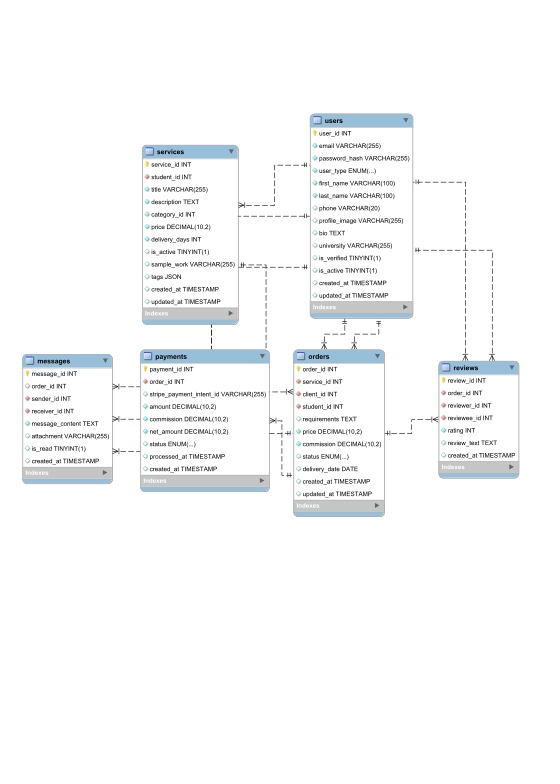 users
user_id INT
email VARCHAR(255)
password_hash VARCHAR(255)
user_type ENUM(...)
first_name VARCHAR(100)
last_name VARCHAR(100)
phone VARCHAR(20)
profile_image VARCHAR(255)
bio TEXT
university VARCHAR(255)
is_verified TINYINT(1)
is_active TINYINT(1)
created_at TIMESTAMP
updated_at TIMESTAMP
Indexes
services
service_id INT
student_id INT
title VARCHAR(255)
description TEXT
category_id INT
price DECIMAL(10,2)
delivery_days INT
is_active TINYINT(1)
sample_work VARCHAR(255)
tags JSON
created_at TIMESTAMP
updated_at TIMESTAMP
Indexes
messages
message_id INT
order_id INT
sender_id INT
receiver_id INT
message_content TEXT
attachment VARCHAR(255)
is_read TINYINT(1)
created_at TIMESTAMP
Indexes
payments
payment_id INT
order_id INT
stripe_payment_intent_id VARCHAR(255)
amount DECIMAL(10,2)
commission DECIMAL(10,2)
net_amount DECIMAL(10,2)
status ENUM(...)
processed_at TIMESTAMP
created_at TIMESTAMP
Indexes
orders
order_id INT
service_id INT
client_id INT
student_id INT
requirements TEXT
price DECIMAL(10,2)
commission DECIMAL(10,2)
status ENUM(...)
delivery_date DATE
created_at TIMESTAMP
updated_at TIMESTAMP
Indexes
reviews
review_id INT
order_id INT
reviewer_id INT
reviewee_id INT
rating INT
review_text TEXT
created_at TIMESTAMP
Indexes